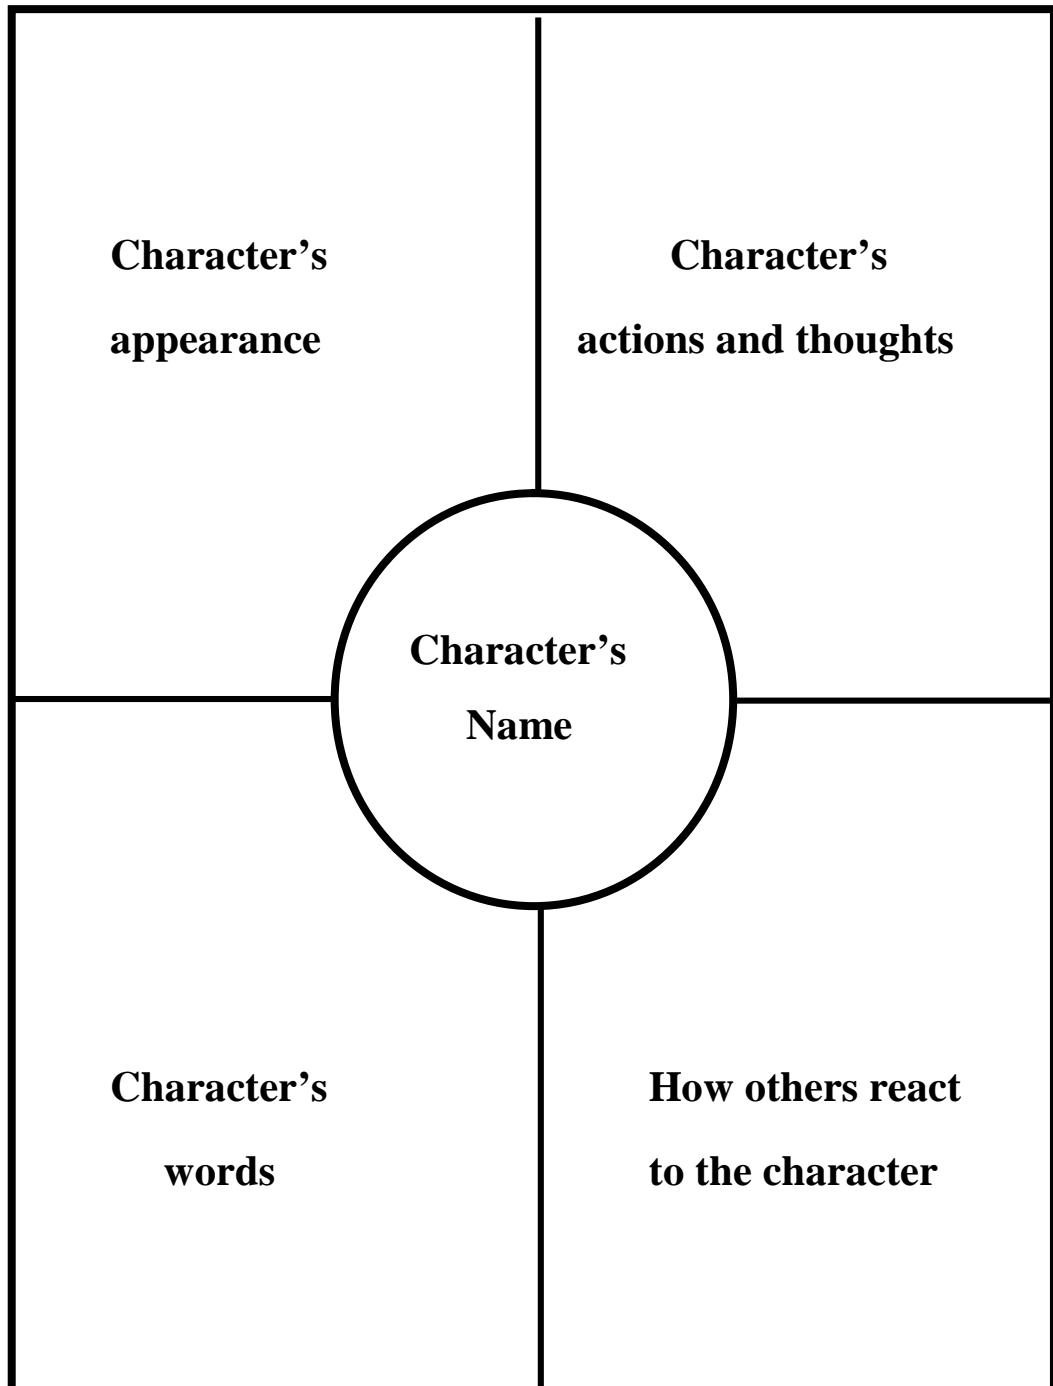 Character’s
appearance
Character’s
actions and thoughts
Character’s
Name
Character’s
words
How others react
to the character